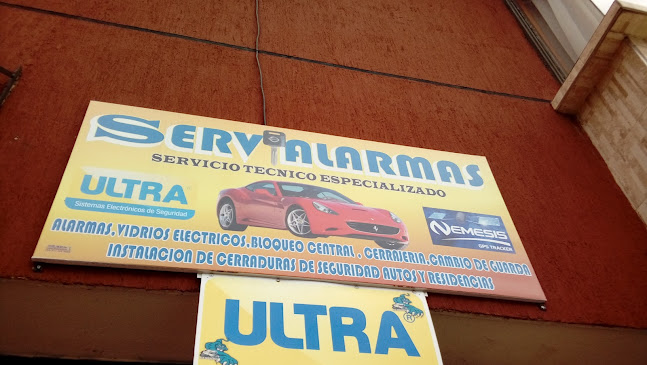 SERVIALARMAS
SERVICIO TECNICO ESPECIALIZADO
ULTRA
Sistemas Electrónicos de Seguridad
NEMESIS
GPS TRACKER
ALARMAS, VIDRIOS ELECTRICOS, BLOQUEO CENTRAL , CERRAJERIA, CAMBIO DE GUARDA
INSTALACION DE CERRADURAS DE SEGURIDAD AUTOS Y RESIDENCIAS
ULTRA®